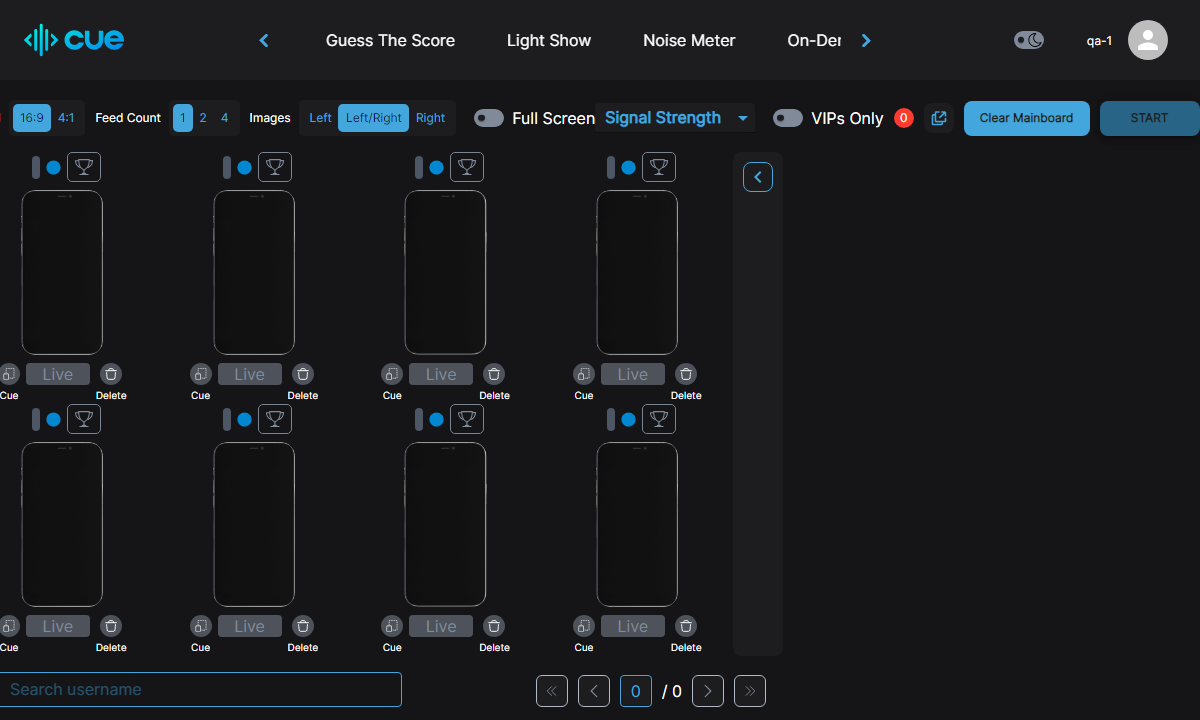 cue
Guess The Score
Light Show
Noise Meter
On-Der
qa-1
16:9 4:1 Feed Count 1 2 4 Images Left Left/Right Right Full Screen Signal Strength VIPs Only 0 Clear Mainboard START
Live Live Live Live
Cue Delete Cue Delete Cue Delete Cue Delete
Live Live Live Live
Cue Delete Cue Delete Cue Delete Cue Delete
Search username 0 / 0